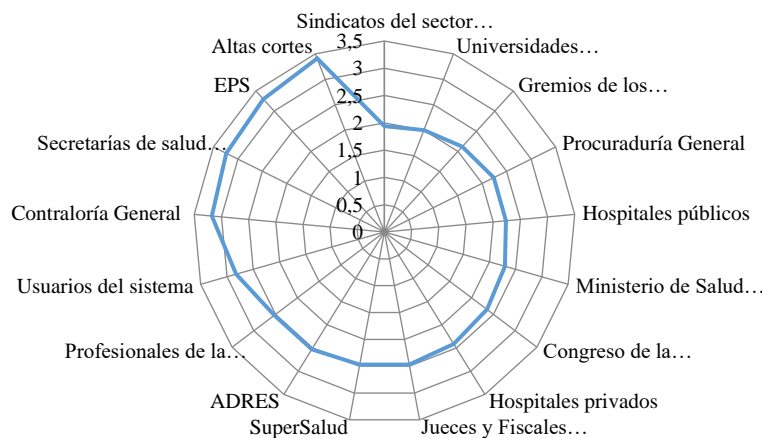 Sindicatos del sector…
Universidades…
Gremios de los…
Procuraduría General
Hospitales públicos
Ministerio de Salud…
Congreso de la…
Hospitales privados
Jueces y Fiscales…
SuperSalud
ADRES
Profesionales de la…
Usuarios del sistema
Contraloría General
Secretarías de salud…
EPS
Altas cortes
3,5
3
2,5
2
1,5
1
0,5
0